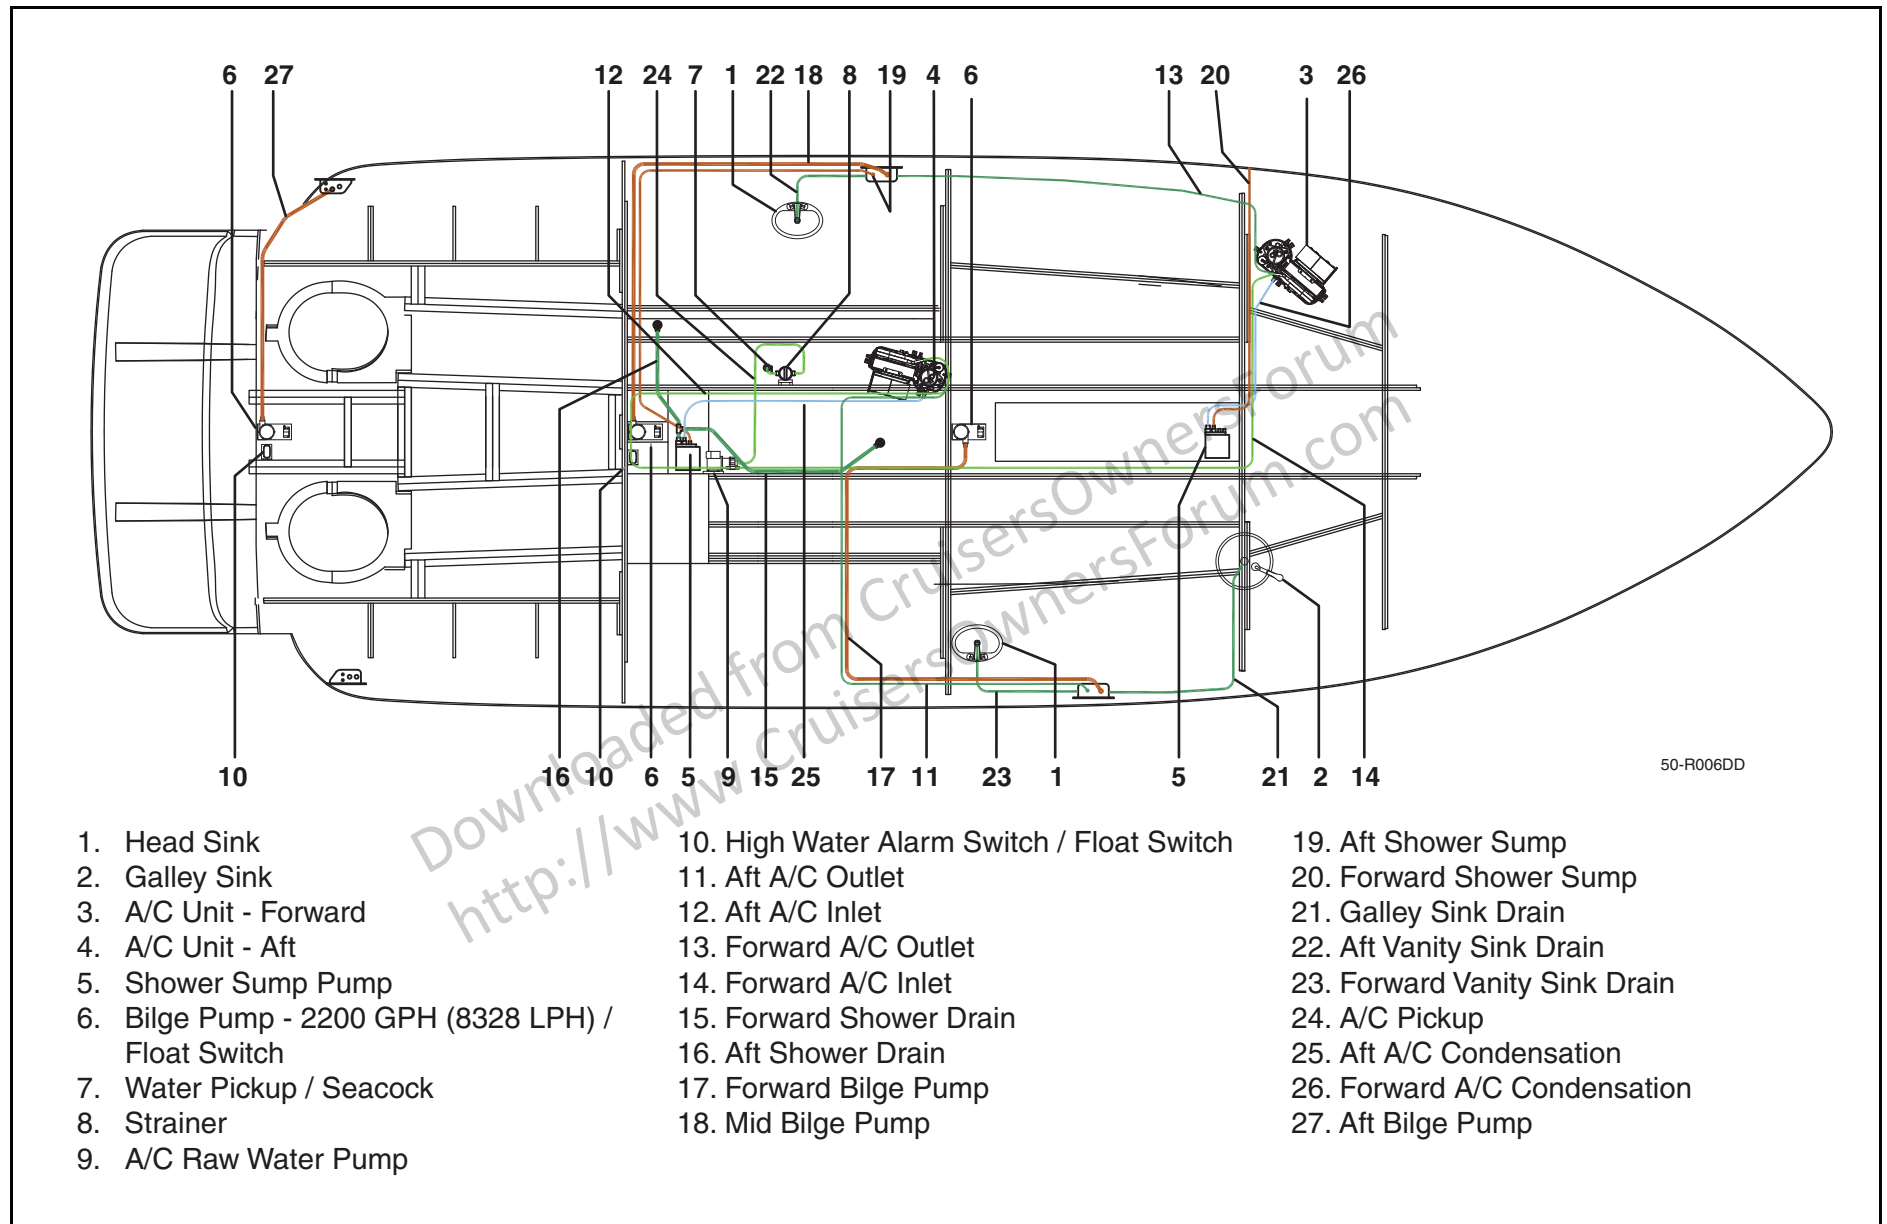 6 27 12 24 7 1 22 18 8 19 4 6 13 20 3 26
10 16 10 6 5 9 15 25 17 11 23 1 5 21 2 14
50-R006DD
Downloaded from CruisersOwnersForum
http://www.CruisersOwnersForum.com
1. Head Sink
2. Galley Sink
3. A/C Unit - Forward
4. A/C Unit - Aft
5. Shower Sump Pump
6. Bilge Pump - 2200 GPH (8328 LPH) /
Float Switch
7. Water Pickup / Seacock
8. Strainer
9. A/C Raw Water Pump
10. High Water Alarm Switch / Float Switch
11. Aft A/C Outlet
12. Aft A/C Inlet
13. Forward A/C Outlet
14. Forward A/C Inlet
15. Forward Shower Drain
16. Aft Shower Drain
17. Forward Bilge Pump
18. Mid Bilge Pump
19. Aft Shower Sump
20. Forward Shower Sump
21. Galley Sink Drain
22. Aft Vanity Sink Drain
23. Forward Vanity Sink Drain
24. A/C Pickup
25. Aft A/C Condensation
26. Forward A/C Condensation
27. Aft Bilge Pump